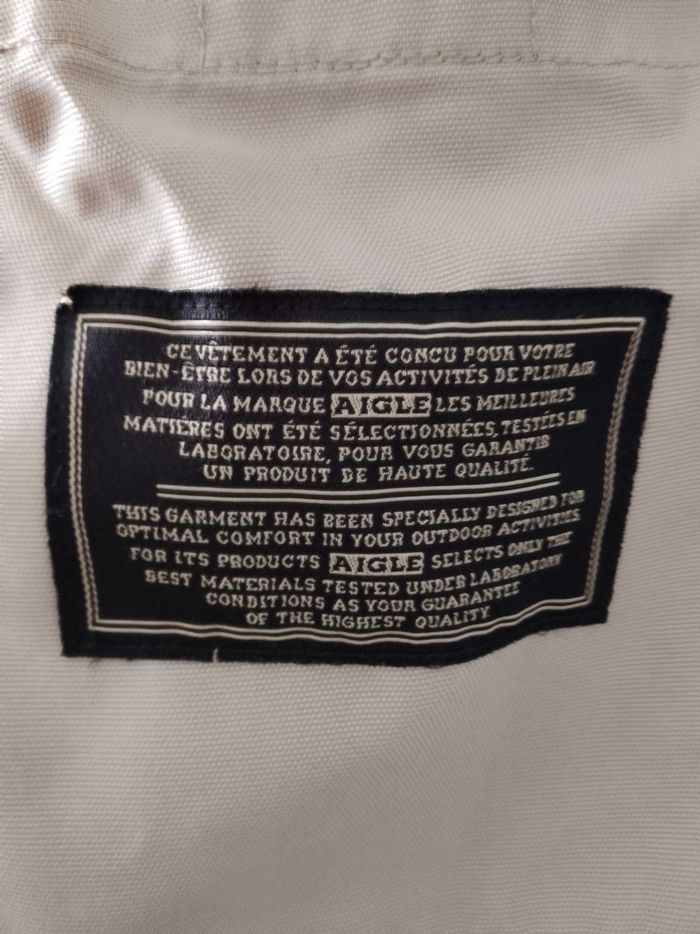 CE VÊTEMENT A ÉTÉ CONCU POUR VOTRE
BIEN-ÊTRE LORS DE VOS ACTIVITÉS DE PLEIN AIR
POUR LA MARQUE AIGLE LES MEILLEURES
MATIERES ONT ÉTÉ SÉLECTIONNÉES, TESTÉES EN
LABORATOIRE, POUR VOUS GARANTIR
UN PRODUIT DE HAUTE QUALITÉ.
THIS GARMENT HAS BEEN SPECIALLY DESIGNED FOR
OPTIMAL COMFORT IN YOUR OUTDOOR ACTIVITIES.
FOR ITS PRODUCTS AIGLE SELECTS ONLY THE
BEST MATERIALS TESTED UNDER LABORATORY
CONDITIONS AS YOUR GUARANTEE
OF THE HIGHEST QUALITY